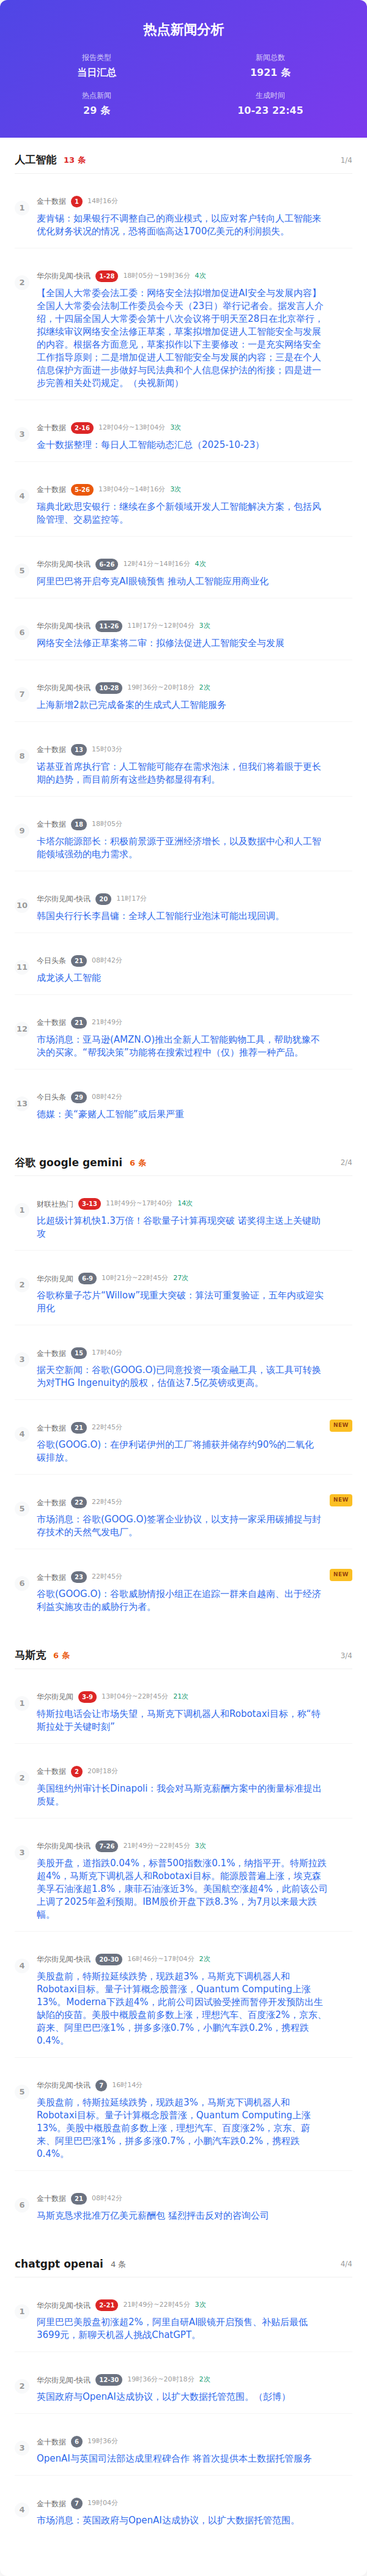 热点新闻分析
报告类型
新闻总数
当日汇总
1921 条
热点新闻
生成时间
29 条
10-23 22:45
人工智能 13 条 1/4
1
金十数据 1 14时16分
麦肯锡：如果银行不调整自己的商业模式，以应对客户转向人工智能来
优化财务状况的情况，恐将面临高达1700亿美元的利润损失。
2
华尔街见闻-快讯 1-28 18时05分~19时36分 4次
【全国人大常委会法工委：网络安全法拟增加促进AI安全与发展内容】
全国人大常委会法制工作委员会今天（23日）举行记者会。据发言人介
绍，十四届全国人大常委会第十八次会议将于明天至28日在北京举行，
拟继续审议网络安全法修正草案，草案拟增加促进人工智能安全与发展
的内容。根据各方面意见，草案拟作以下主要修改：一是充实网络安全
工作指导原则；二是增加促进人工智能安全与发展的内容；三是在个人
信息保护方面进一步做好与民法典和个人信息保护法的衔接；四是进一
步完善相关处罚规定。（央视新闻）
3
金十数据 2-16 12时04分~13时04分 3次
金十数据整理：每日人工智能动态汇总（2025-10-23）
4
金十数据 5-26 13时04分~14时16分 3次
瑞典北欧思安银行：继续在多个新领域开发人工智能解决方案，包括风
险管理、交易监控等。
5
华尔街见闻-快讯 6-26 12时41分~14时16分 4次
阿里巴巴将开启夸克AI眼镜预售 推动人工智能应用商业化
6
华尔街见闻-快讯 11-26 11时17分~12时04分 3次
网络安全法修正草案将二审：拟修法促进人工智能安全与发展
7
华尔街见闻-快讯 10-28 19时36分~20时18分 2次
上海新增2款已完成备案的生成式人工智能服务
8
金十数据 13 15时03分
诺基亚首席执行官：人工智能可能存在需求泡沫，但我们将着眼于更长
期的趋势，而目前所有这些趋势都显得有利。
9
金十数据 18 18时05分
卡塔尔能源部长：积极前景源于亚洲经济增长，以及数据中心和人工智
能领域强劲的电力需求。
10
华尔街见闻-快讯 20 11时17分
韩国央行行长李昌镛：全球人工智能行业泡沫可能出现回调。
11
今日头条 21 08时42分
成龙谈人工智能
12
金十数据 21 21时49分
市场消息：亚马逊(AMZN.O)推出全新人工智能购物工具，帮助犹豫不
决的买家。“帮我决策”功能将在搜索过程中（仅）推荐一种产品。
13
今日头条 29 08时42分
德媒：美“豪赌人工智能”或后果严重
谷歌 google gemini 6 条 2/4
1
财联社热门 3-13 11时49分~17时40分 14次
比超级计算机快1.3万倍！谷歌量子计算再现突破 诺奖得主送上关键助
攻
2
华尔街见闻 6-9 10时21分~22时45分 27次
谷歌称量子芯片“Willow”现重大突破：算法可重复验证，五年内或迎实
用化
3
金十数据 15 17时40分
据天空新闻：谷歌(GOOG.O)已同意投资一项金融工具，该工具可转换
为对THG Ingenuity的股权，估值达7.5亿英镑或更高。
4
金十数据 21 22时45分 NEW
谷歌(GOOG.O)：在伊利诺伊州的工厂将捕获并储存约90%的二氧化
碳排放。
5
金十数据 22 22时45分 NEW
市场消息：谷歌(GOOG.O)签署企业协议，以支持一家采用碳捕捉与封
存技术的天然气发电厂。
6
金十数据 23 22时45分 NEW
谷歌(GOOG.O)：谷歌威胁情报小组正在追踪一群来自越南、出于经济
利益实施攻击的威胁行为者。
马斯克 6 条 3/4
1
华尔街见闻 3-9 13时04分~22时45分 21次
特斯拉电话会让市场失望，马斯克下调机器人和Robotaxi目标，称“特
斯拉处于关键时刻”
2
金十数据 2 20时18分
美国纽约州审计长Dinapoli：我会对马斯克薪酬方案中的衡量标准提出
质疑。
3
华尔街见闻-快讯 7-26 21时49分~22时45分 3次
美股开盘，道指跌0.04%，标普500指数涨0.1%，纳指平开。特斯拉跌
超4%，马斯克下调机器人和Robotaxi目标。能源股普遍上涨，埃克森
美孚石油涨超1.8%，康菲石油涨近3%。美国航空涨超4%，此前该公司
上调了2025年盈利预期。IBM股价开盘下跌8.3%，为7月以来最大跌
幅。
4
华尔街见闻-快讯 20-30 16时46分~17时04分 2次
美股盘前，特斯拉延续跌势，现跌超3%，马斯克下调机器人和
Robotaxi目标。量子计算概念股普涨，Quantum Computing上涨
13%。Moderna下跌超4%，此前公司因试验受挫而暂停开发预防出生
缺陷的疫苗。美股中概股盘前多数上涨，理想汽车、百度涨2%，京东、
蔚来、阿里巴巴涨1%，拼多多涨0.7%，小鹏汽车跌0.2%，携程跌
0.4%。
5
华尔街见闻-快讯 7 16时14分
美股盘前，特斯拉延续跌势，现跌超3%，马斯克下调机器人和
Robotaxi目标。量子计算概念股普涨，Quantum Computing上涨
13%。美股中概股盘前多数上涨，理想汽车、百度涨2%，京东、蔚
来、阿里巴巴涨1%，拼多多涨0.7%，小鹏汽车跌0.2%，携程跌
0.4%。
6
金十数据 21 08时42分
马斯克恳求批准万亿美元薪酬包 猛烈抨击反对的咨询公司
chatgpt openai 4 条 4/4
1
华尔街见闻-快讯 2-21 21时49分~22时45分 3次
阿里巴巴美股盘初涨超2%，阿里自研AI眼镜开启预售、补贴后最低
3699元，新聊天机器人挑战ChatGPT。
2
华尔街见闻-快讯 12-30 19时36分~20时18分 2次
英国政府与OpenAI达成协议，以扩大数据托管范围。（彭博）
3
金十数据 6 19时36分
OpenAI与英国司法部达成里程碑合作 将首次提供本土数据托管服务
4
金十数据 7 19时04分
市场消息：英国政府与OpenAI达成协议，以扩大数据托管范围。